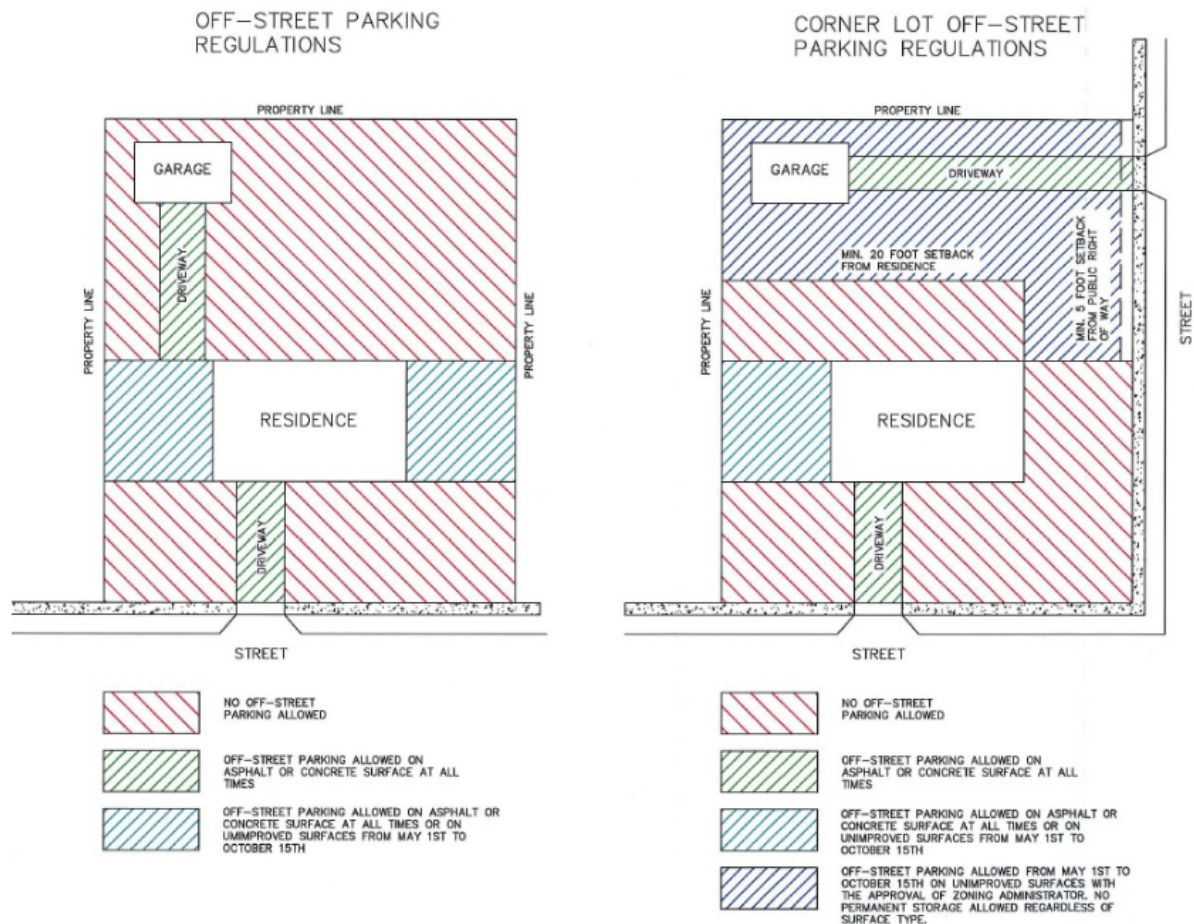 OFF-STREET PARKING
REGULATIONS
PROPERTY LINE
GARAGE
DRIVEWAY
PROPERTY LINE
PROPERTY LINE
RESIDENCE
DRIVEWAY
STREET
NO OFF-STREET
PARKING ALLOWED
OFF-STREET PARKING ALLOWED ON
ASPHALT OR CONCRETE SURFACE AT ALL
TIMES
OFF-STREET PARKING ALLOWED ON ASPHALT OR
CONCRETE SURFACE AT ALL TIMES OR ON
UMIMPROVED SURFACES FROM MAY 1ST TO
OCTOBER 15TH
CORNER LOT OFF-STREET
PARKING REGULATIONS
PROPERTY LINE
GARAGE
DRIVEWAY
MIN. 20 FOOT SETBACK
FROM RESIDENCE
MIN. 5 FOOT SETBACK
FROM PUBLIC RIGHT
OF WAY
STREET
PROPERTY LINE
RESIDENCE
DRIVEWAY
STREET
NO OFF-STREET
PARKING ALLOWED
OFF-STREET PARKING ALLOWED ON
ASPHALT OR CONCRETE SURFACE AT ALL
TIMES
OFF-STREET PARKING ALLOWED ON ASPHALT OR
CONCRETE SURFACE AT ALL TIMES OR ON
UNIMPROVED SURFACES FROM MAY 1ST TO
OCTOBER 15TH
OFF-STREET PARKING ALLOWED FROM MAY 1ST TO
OCTOBER 15TH ON UNIMPROVED SURFACES WITH
THE APPROVAL OF ZONING ADMINISTRATOR. NO
PERMANENT STORAGE ALLOWED REGARDLESS OF
SURFACE TYPE.